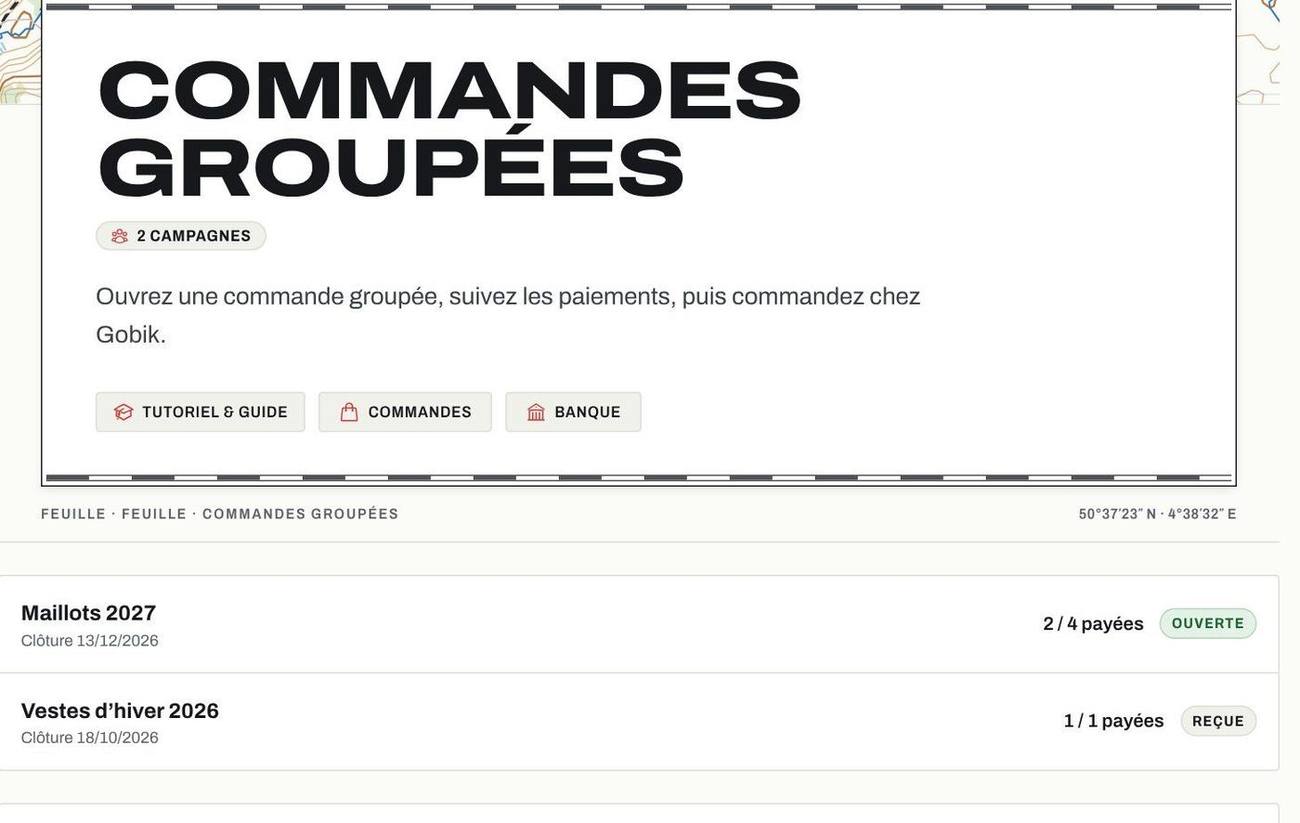 COMMANDES
GROUPÉES
2 CAMPAGNES
Ouvrez une commande groupée, suivez les paiements, puis commandez chez
Gobik.
TUTORIEL & GUIDE
COMMANDES
BANQUE
FEUILLE · FEUILLE · COMMANDES GROUPÉES
50°37′23″ N · 4°38′32″ E
Maillots 2027
2 / 4 payées
OUVERTE
Clôture 13/12/2026
Vestes d’hiver 2026
1 / 1 payées
REÇUE
Clôture 18/10/2026